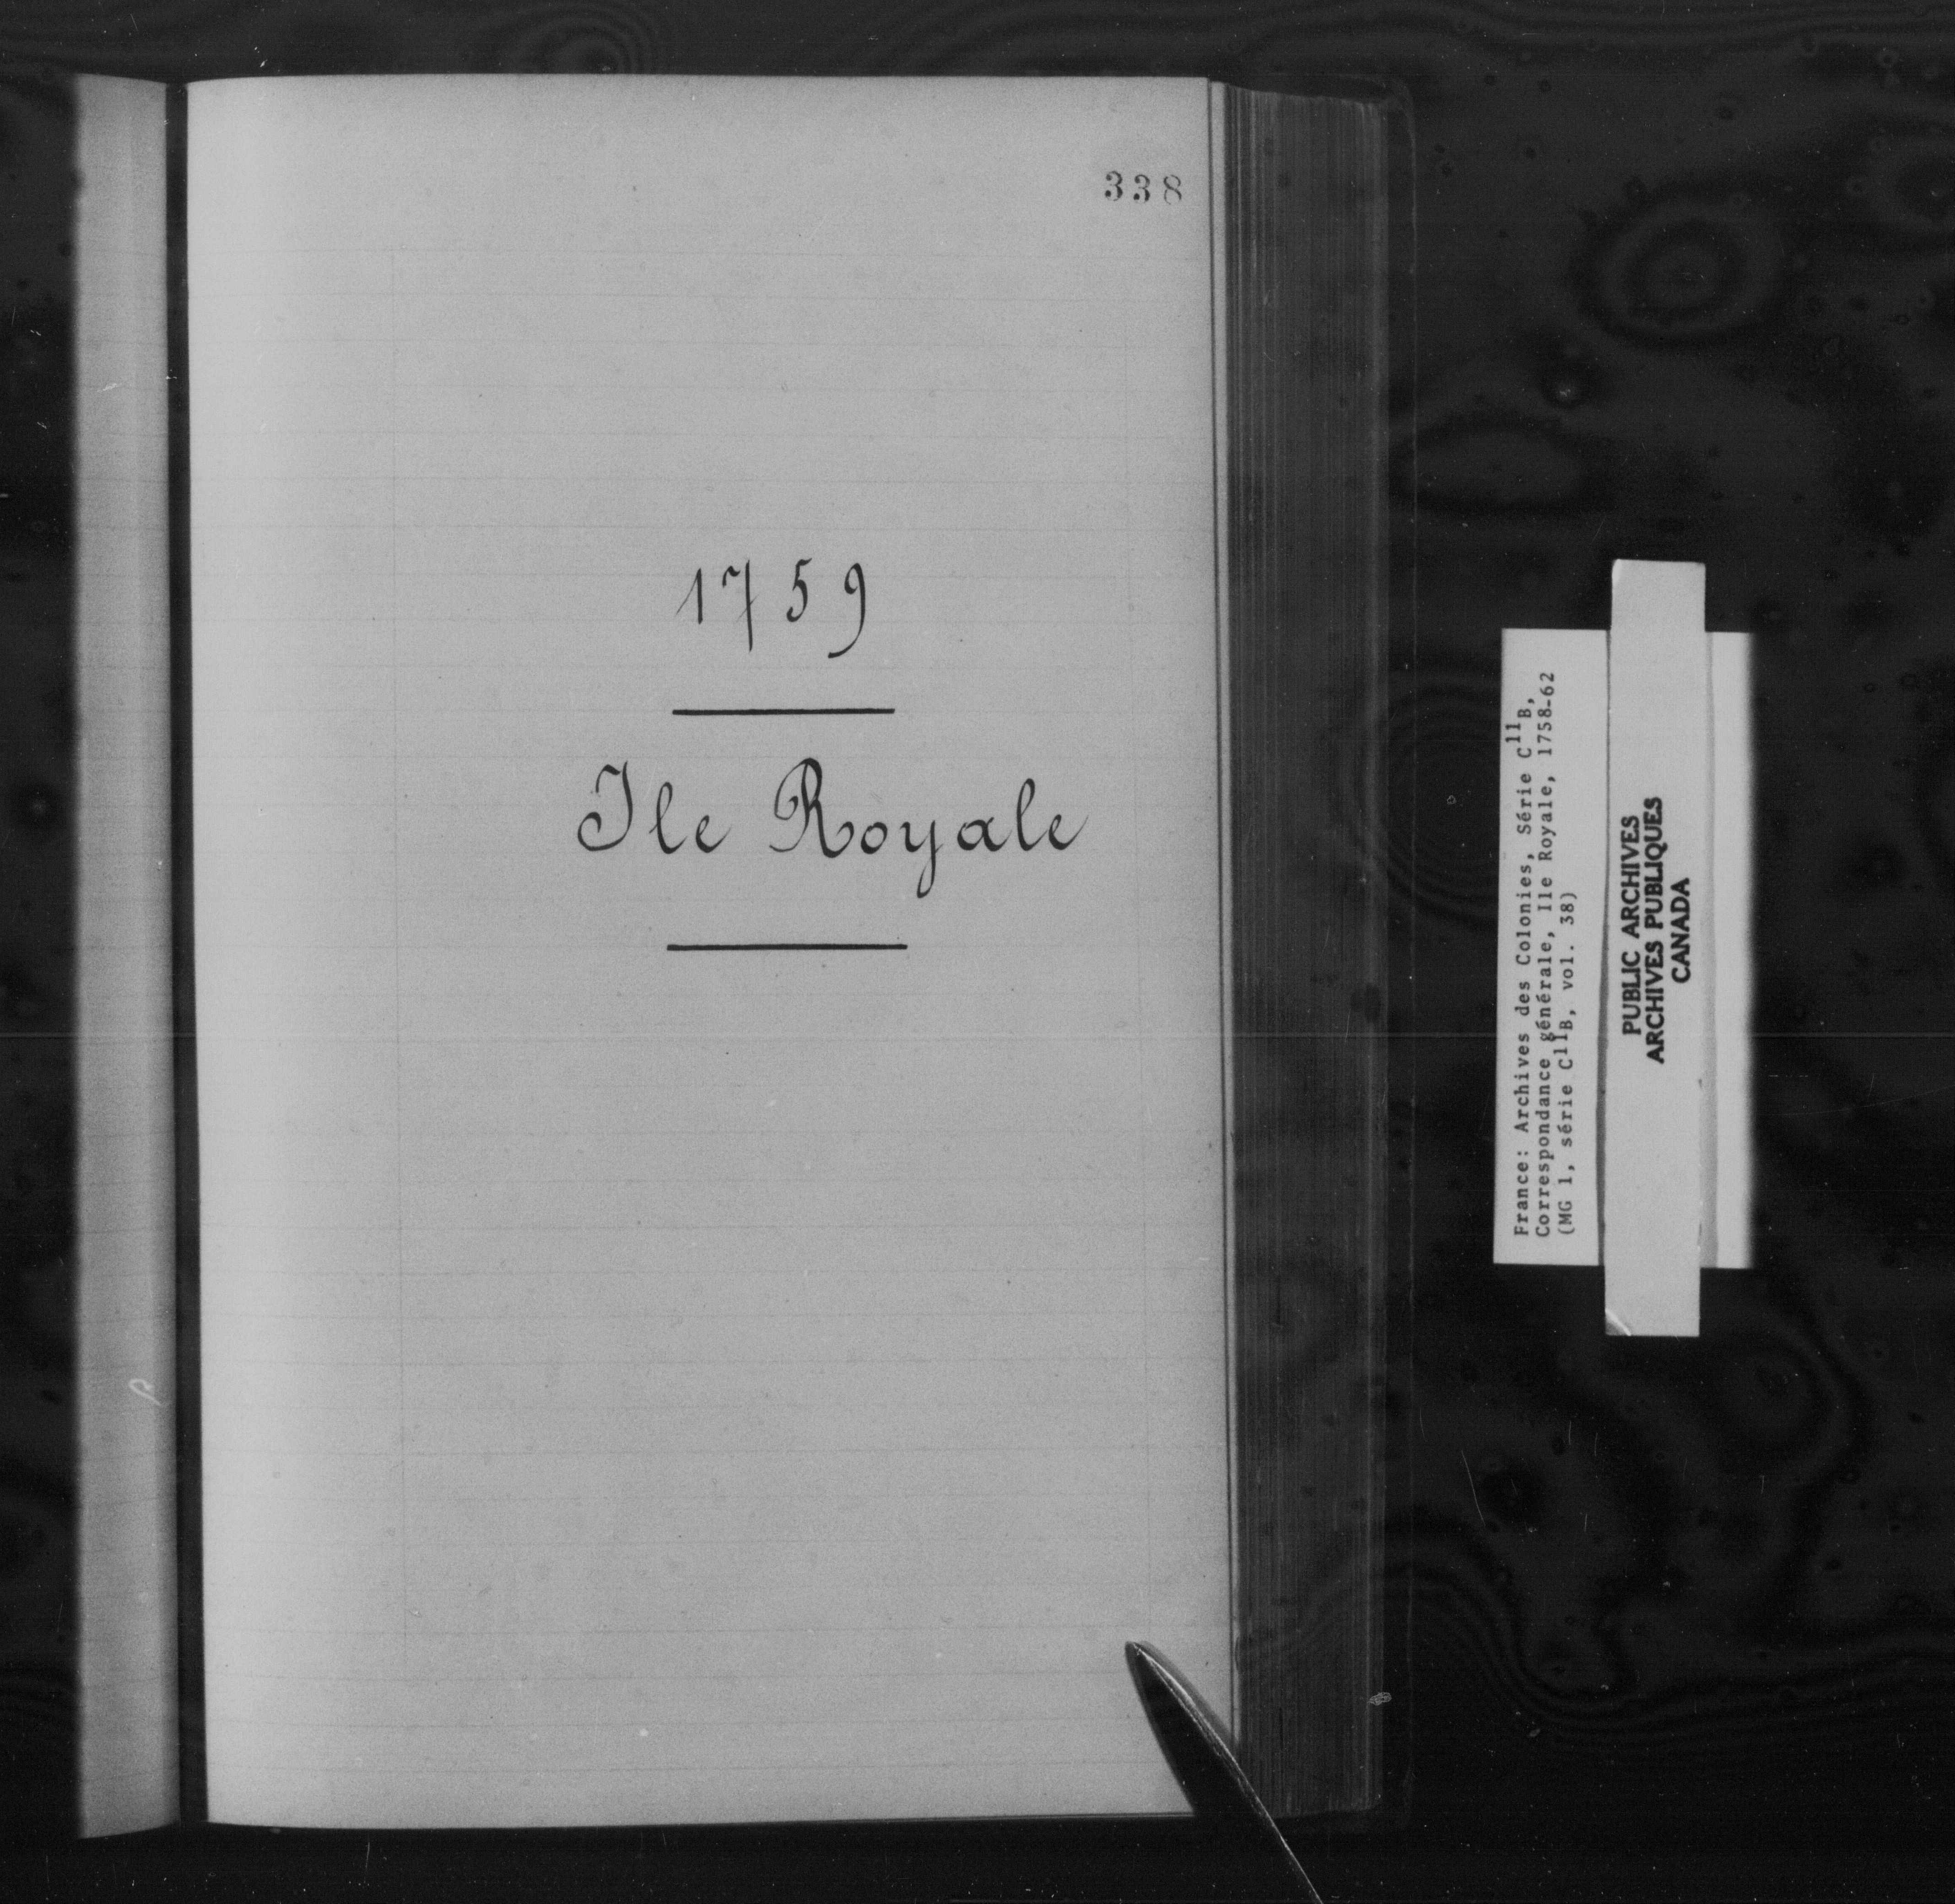 338
1759
Ile Royale
France: Archives des Colonies, Série C11B,
Correspondance générale, Ile Royale, 1758-62
(MG 1, série C11B, vol. 38)
PUBLIC ARCHIVES
ARCHIVES PUBLIQUES
CANADA